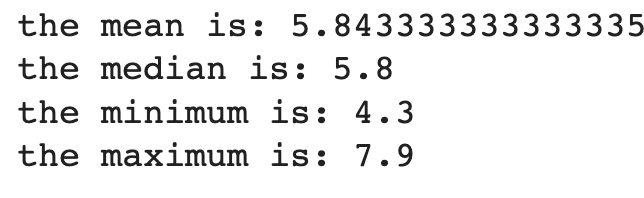 the mean is: 5.843333333333335
the median is: 5.8
the minimum is: 4.3
the maximum is: 7.9